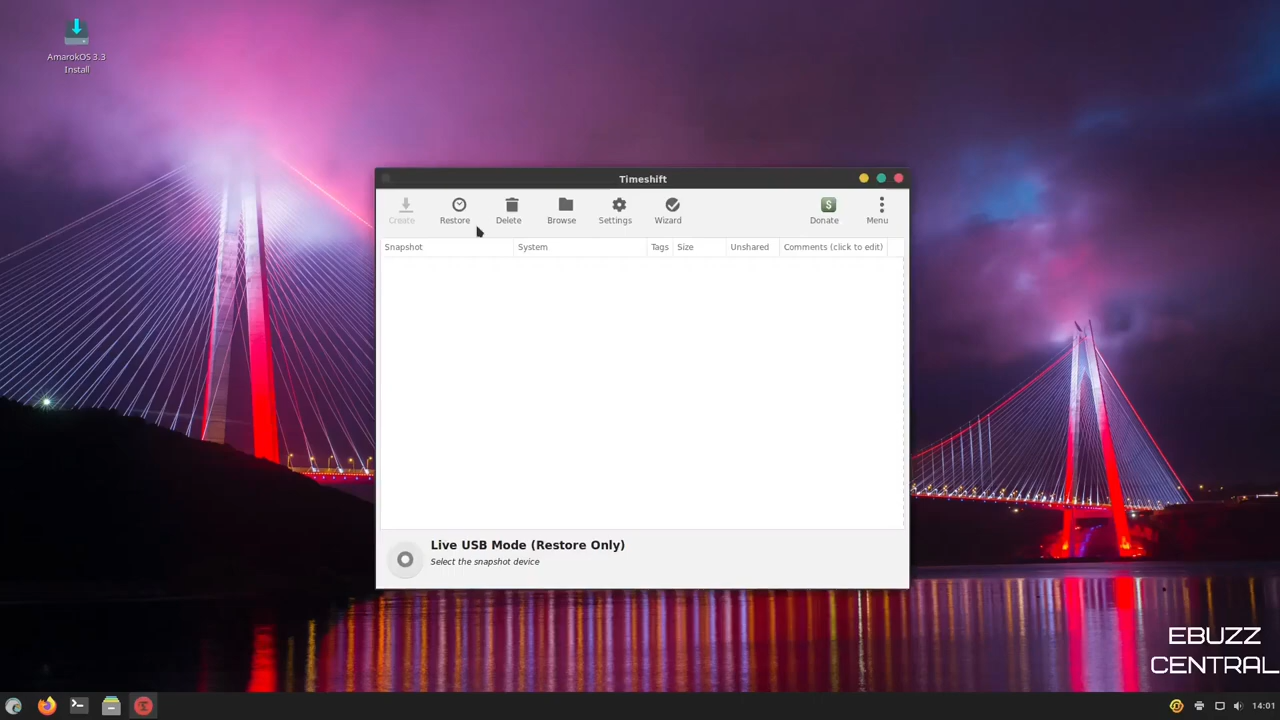 AmarokOS 3.3
Install
Timeshift
Create
Restore
Delete
Browse
Settings
Wizard
Donate
Menu
Snapshot
System
Tags
Size
Unshared
Comments (click to edit)
Live USB Mode (Restore Only)
Select the snapshot device
EBUZZ
CENTRAL
14:01